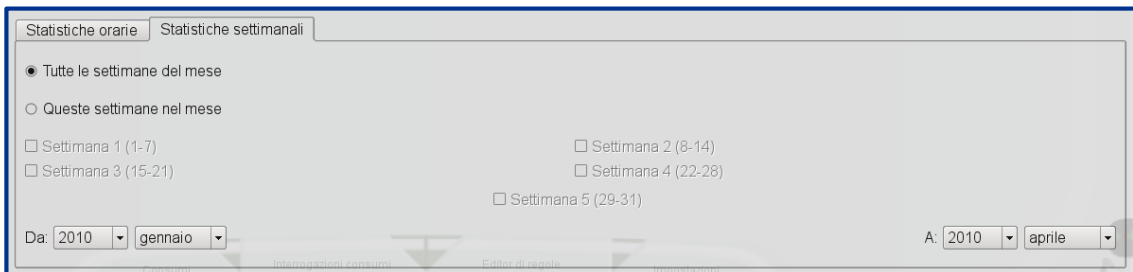 Statistiche orarie Statistiche settimanali
Tutte le settimane del mese
Queste settimane nel mese
Settimana 1 (1-7) Settimana 2 (8-14)
Settimana 3 (15-21) Settimana 4 (22-28)
Settimana 5 (29-31)
Da: 2010 gennaio A: 2010 aprile
Consumi Interrogazioni consumi Editor di regole Impostazioni